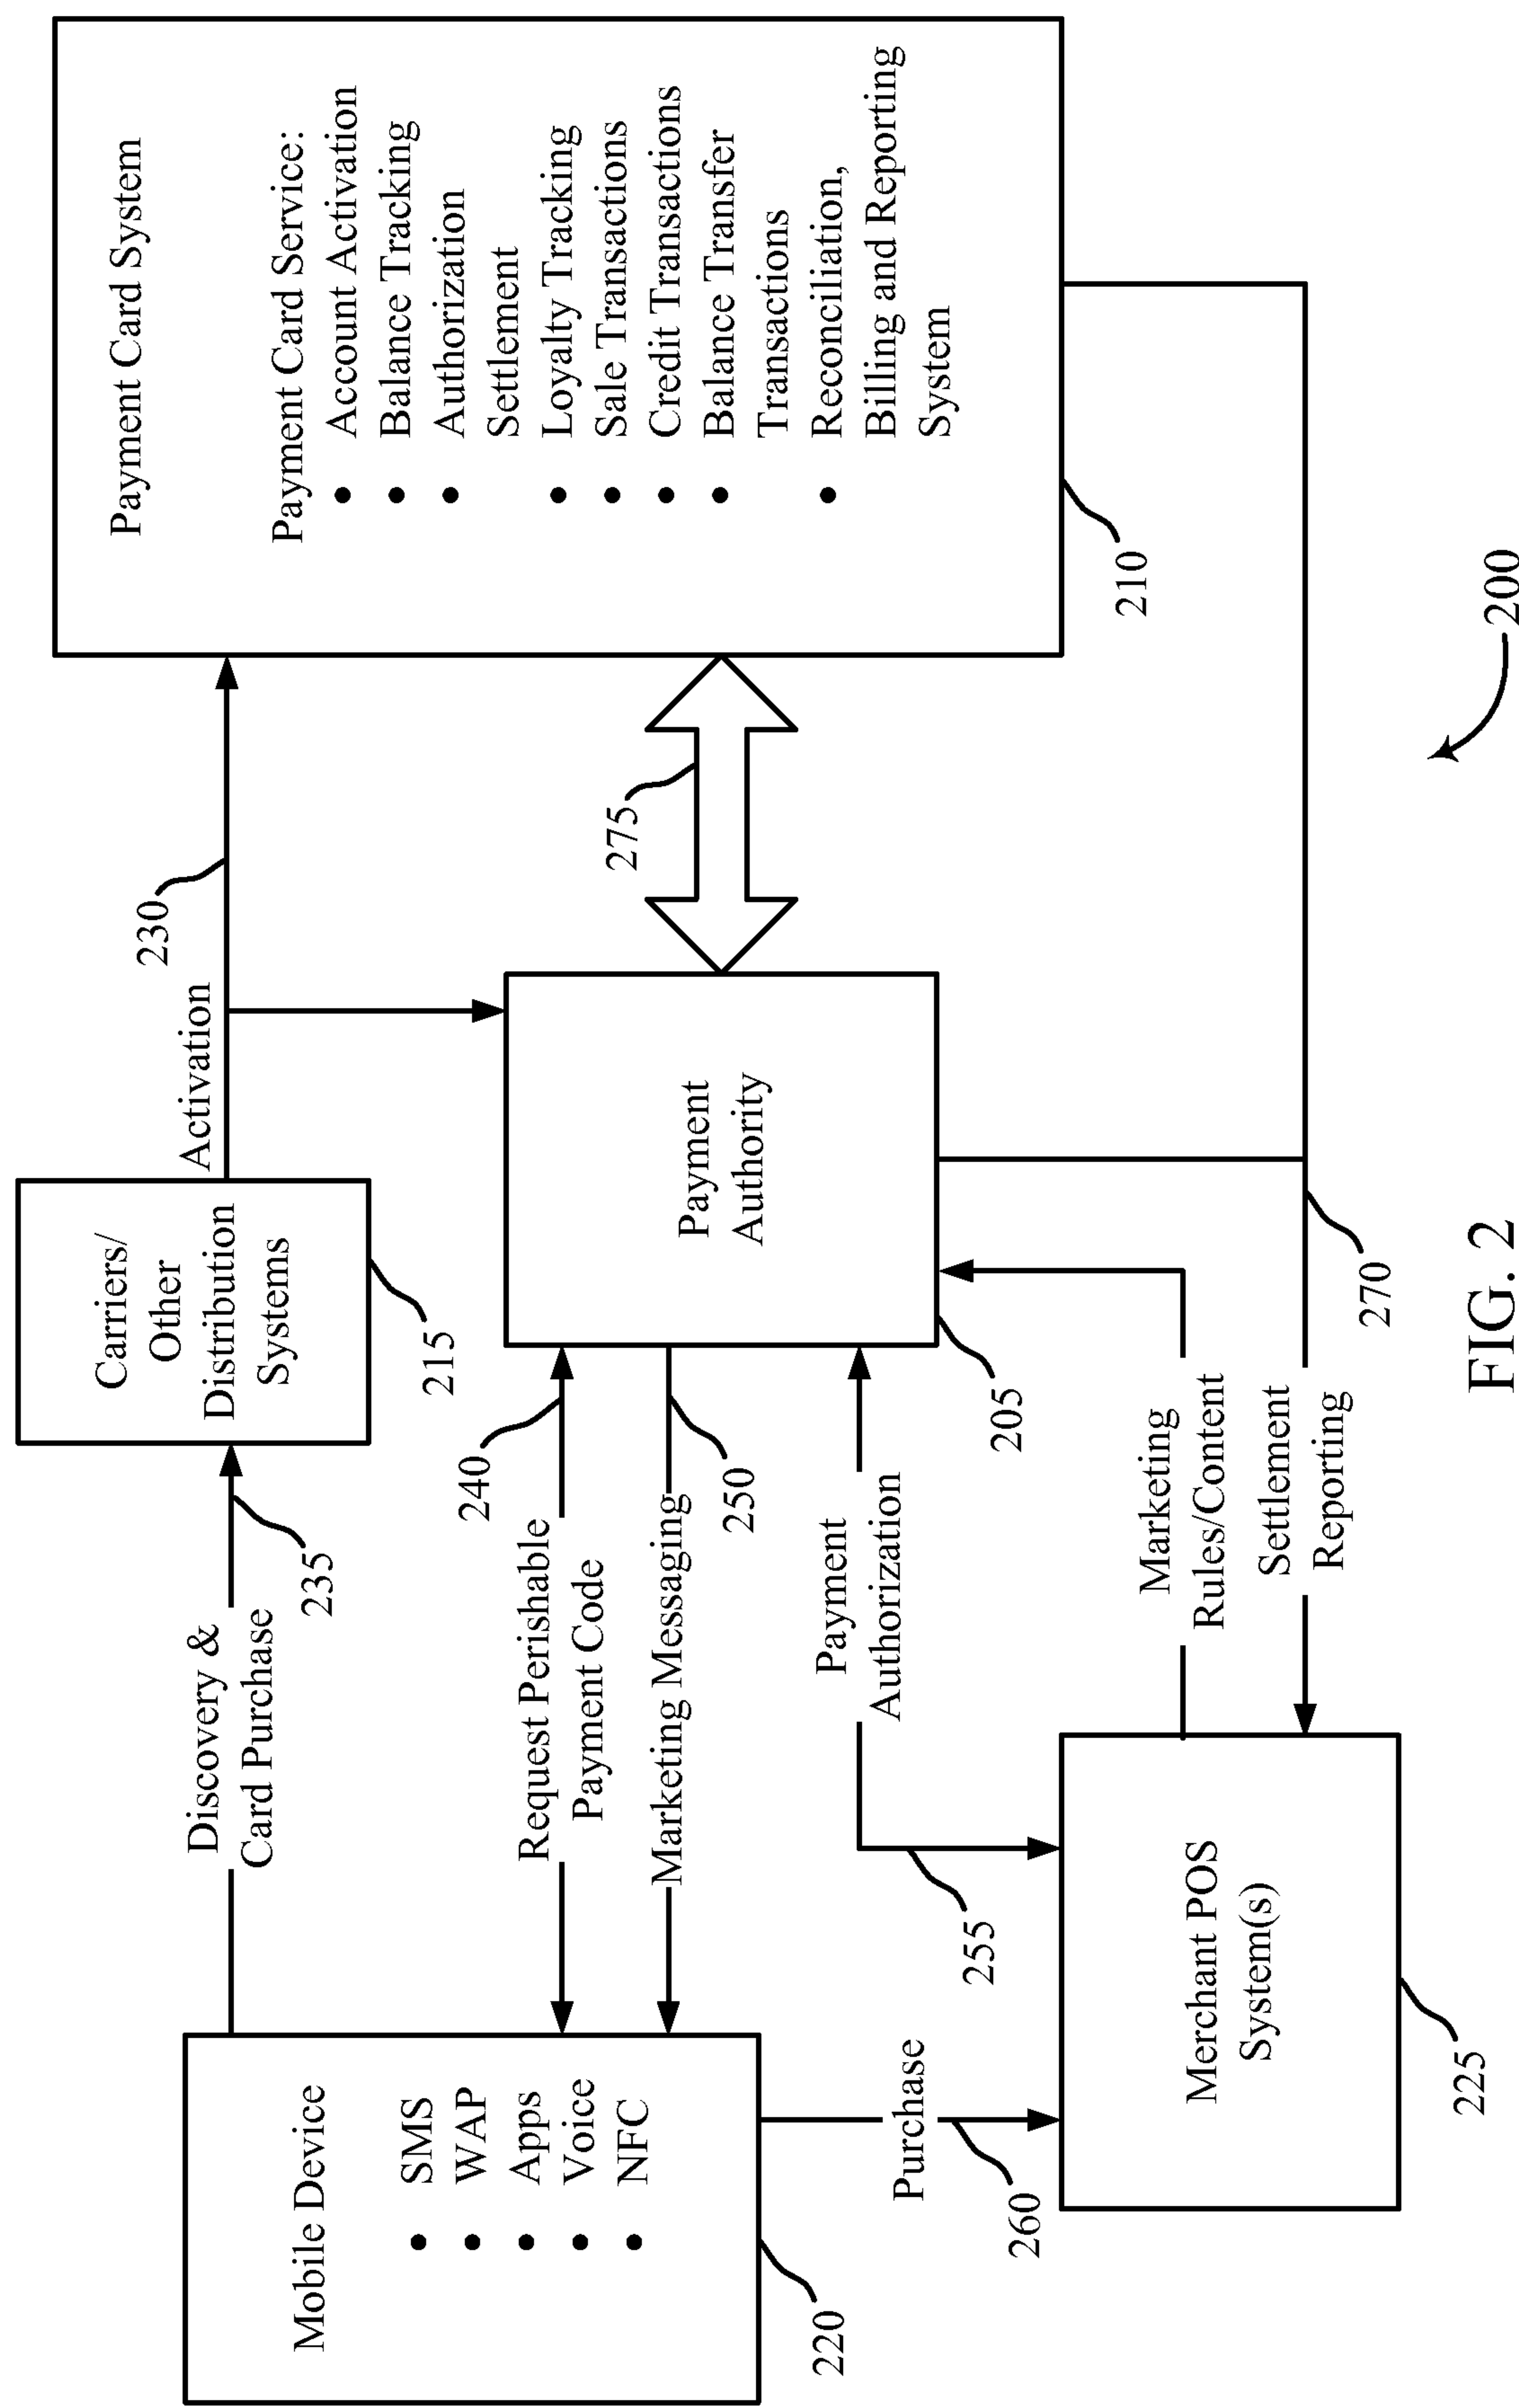 Carriers/
Other
Distribution
Systems
215
Activation
230
Payment Card System
Payment Card Service:
• Account Activation
• Balance Tracking
• Authorization
Settlement
• Loyalty Tracking
• Sale Transactions
• Credit Transactions
• Balance Transfer
Transactions
• Reconciliation,
Billing and Reporting
System
210
Discovery &
Card Purchase
235
Mobile Device
• SMS
• WAP
• Apps
• Voice
• NFC
220
Request Perishable
Payment Code
240
Marketing Messaging
250
Payment
Authority
205
275
Payment
Authorization
255
Purchase
260
Merchant POS
System(s)
225
Marketing
Rules/Content
Settlement
Reporting
270
200
FIG. 2